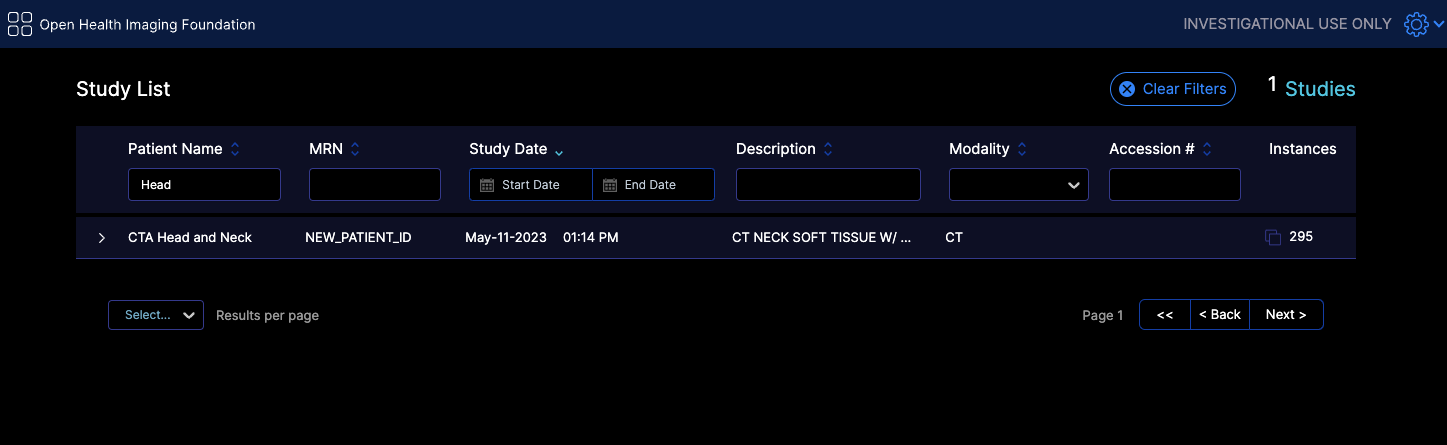 Open Health Imaging Foundation INVESTIGATIONAL USE ONLY
Study List Clear Filters 1 Studies
Patient Name MRN Study Date Description Modality Accession # Instances
Head Start Date End Date
CTA Head and Neck NEW_PATIENT_ID May-11-2023 01:14 PM CT NECK SOFT TISSUE W/ ... CT 295
Select... Results per page Page 1 << < Back Next >